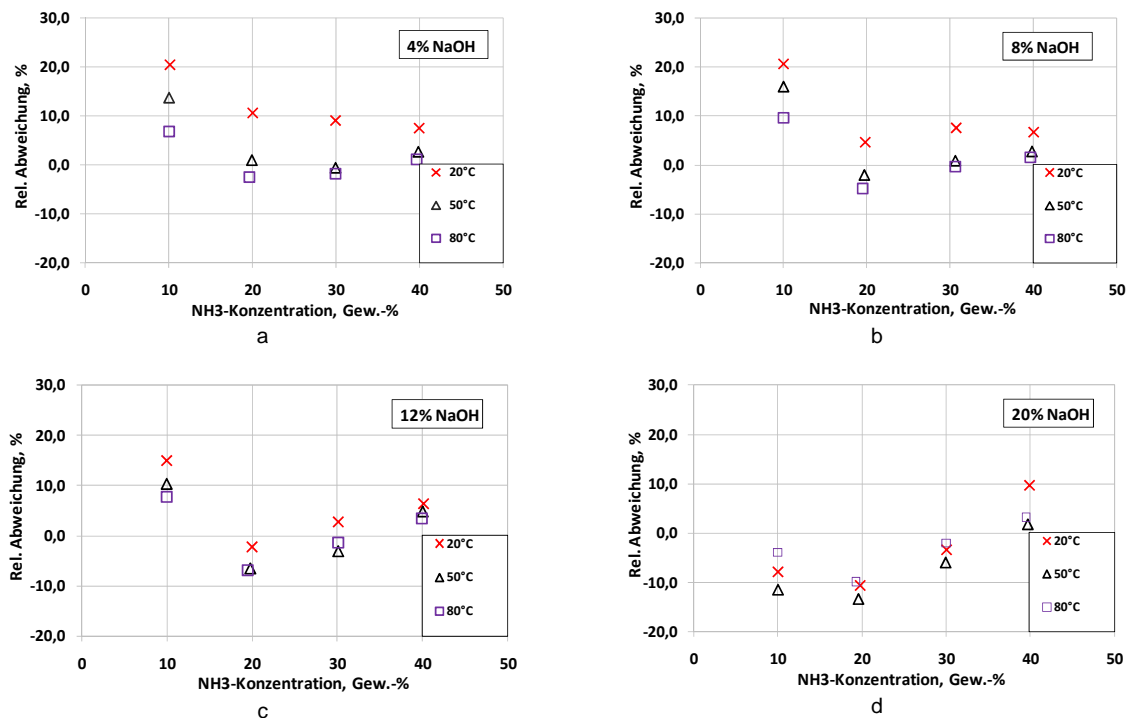 30,0
20,0
10,0
0,0
-10,0
-20,0
Rel. Abweichung, %
4% NaOH
20°C
50°C
80°C
0 10 20 30 40 50
NH3-Konzentration, Gew.-%
a
30,0
20,0
10,0
0,0
-10,0
-20,0
Rel. Abweichung, %
8% NaOH
20°C
50°C
80°C
0 10 20 30 40 50
NH3-Konzentration, Gew.-%
b
30,0
20,0
10,0
0,0
-10,0
-20,0
Rel. Abweichung, %
12% NaOH
20°C
50°C
80°C
0 10 20 30 40 50
NH3-Konzentration, Gew.-%
c
30,0
20,0
10,0
0,0
-10,0
-20,0
Rel. Abweichung, %
20% NaOH
20°C
50°C
80°C
0 10 20 30 40 50
NH3-Konzentration, Gew.-%
d